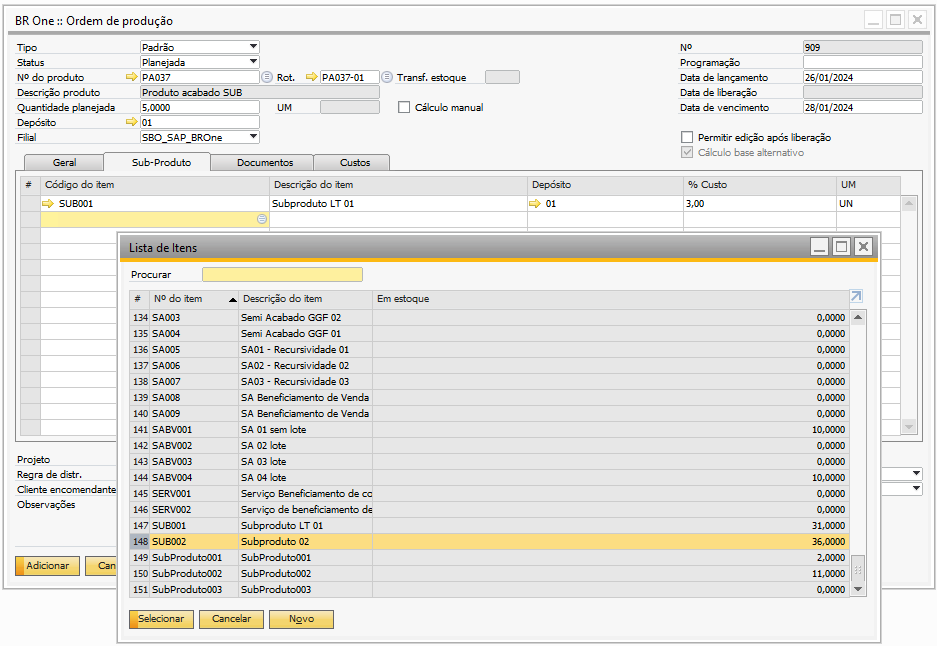 BR One :: Ordem de produção
Tipo Padrão Nº 909
Status Planejada Programação
Nº do produto PA037 Rot. PA037-01 Transf. estoque Data de lançamento 26/01/2024
Descrição produto Produto acabado SUB Data de liberação
Quantidade planejada 5,0000 UM Cálculo manual Data de vencimento 28/01/2024
Depósito 01
Filial SBO_SAP_BROne Permitir edição após liberação
Cálculo base alternativo
Geral Sub-Produto Documentos Custos
# Código do item Descrição do item Depósito % Custo UM
SUB001 Subproduto LT 01 01 3,00 UN
Lista de Itens
Procurar
# Nº do item Descrição do item Em estoque
134 SA003 Semi Acabado GGF 02 0,0000
135 SA004 Semi Acabado GGF 01 0,0000
136 SA005 SA01 - Recursividade 01 0,0000
137 SA006 SA02 - Recursividade 02 0,0000
138 SA007 SA03 - Recursividade 03 0,0000
139 SA008 SA Beneficiamento de Venda 0,0000
140 SA009 SA Beneficiamento de Venda 0,0000
141 SABV001 SA 01 sem lote 10,0000
142 SABV002 SA 02 lote 0,0000
143 SABV003 SA 03 lote 0,0000
144 SABV004 SA 04 lote 10,0000
145 SERV001 Serviço Beneficiamento de co 0,0000
146 SERV002 Serviço de beneficiamento de 0,0000
147 SUB001 Subproduto LT 01 31,0000
148 SUB002 Subproduto 02 36,0000
149 SubProduto001 SubProduto001 2,0000
150 SubProduto002 SubProduto002 11,0000
151 SubProduto003 SubProduto003 0,0000
Selecionar Cancelar Novo
Projeto
Regra de distr.
Cliente encomendante
Observações
Adicionar Can